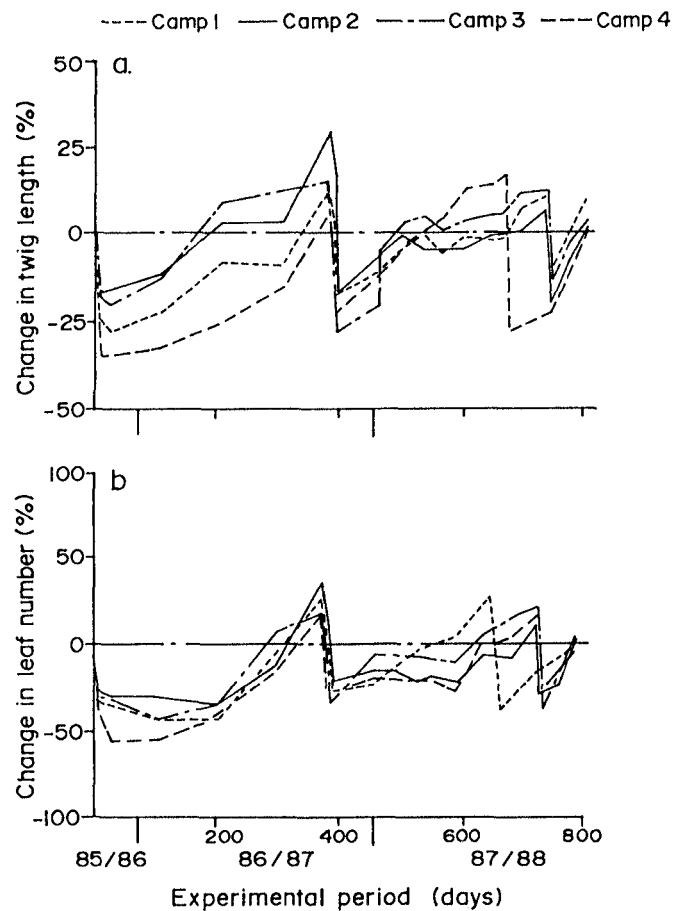 Camp 1 Camp 2 Camp 3 Camp 4
a.
Change in twig length (%)
50
25
0
-25
-50
b
Change in leaf number (%)
100
50
0
-50
-100
200 400 600 800
85/86 86/87 87/88
Experimental period (days)